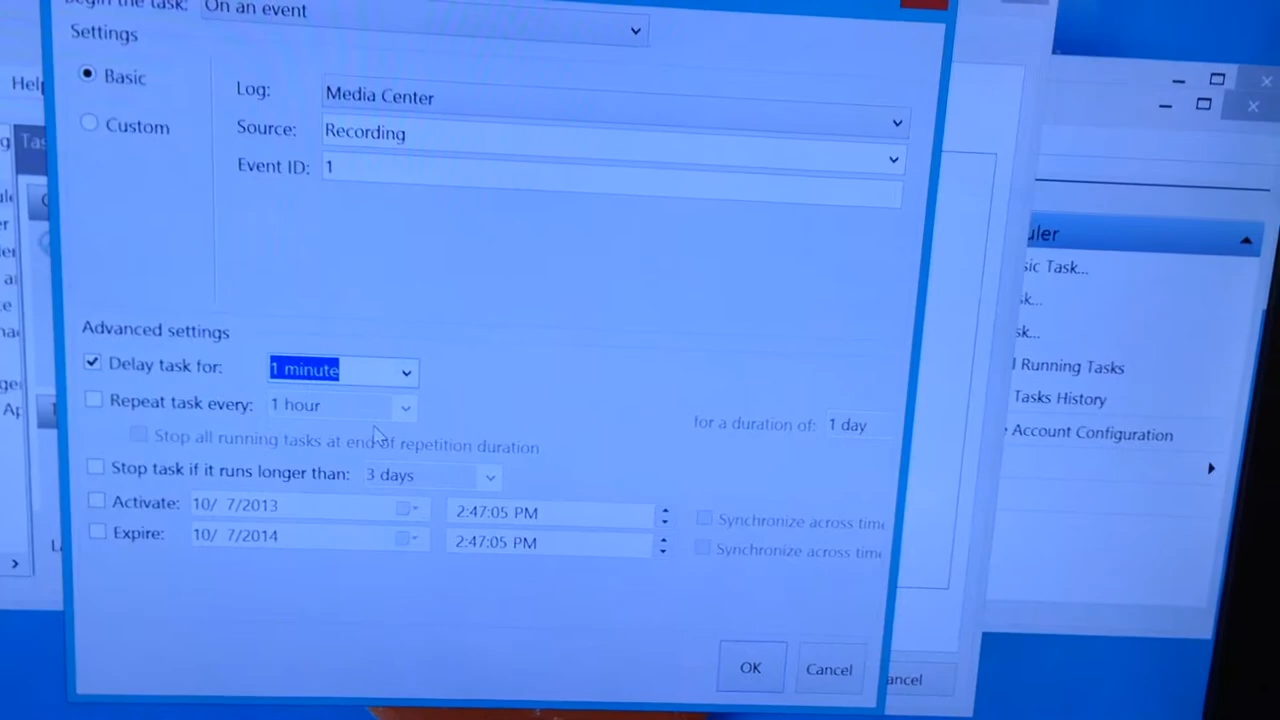 Begin the task: On an event
Settings
Basic
Custom
Log: Media Center
Source: Recording
Event ID: 1
Advanced settings
Delay task for: 1 minute
Repeat task every: 1 hour
for a duration of: 1 day
Stop all running tasks at end of repetition duration
Stop task if it runs longer than: 3 days
Activate: 10/ 7/2013 2:47:05 PM
Synchronize across time
Expire: 10/ 7/2014 2:47:05 PM
Synchronize across time
OK
Cancel
Help
Tas
uler
sic Task...
sk...
sk...
l Running Tasks
Tasks History
Account Configuration
ancel